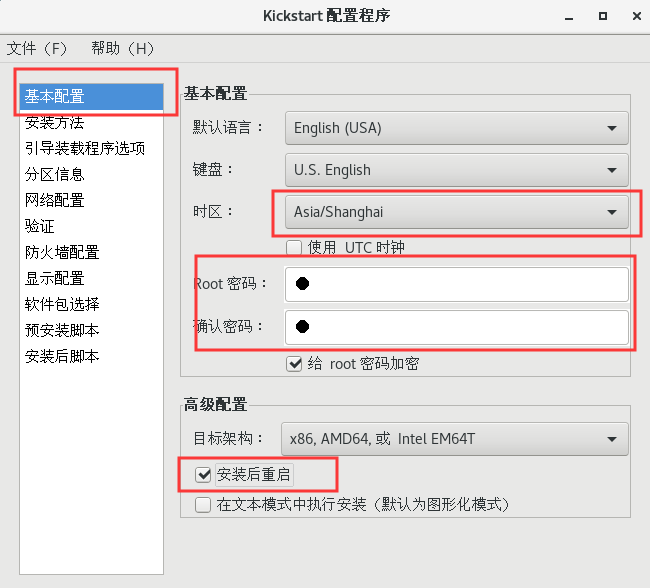 Kickstart 配置程序
文件（F） 帮助（H）
基本配置
安装方法
引导装载程序选项
分区信息
网络配置
验证
防火墙配置
显示配置
软件包选择
预安装脚本
安装后脚本
基本配置
默认语言： English (USA)
键盘： U.S. English
时区： Asia/Shanghai
使用 UTC 时钟
Root 密码： ●
确认密码： ●
给 root 密码加密
高级配置
目标架构： x86, AMD64, 或 Intel EM64T
安装后重启
在文本模式中执行安装（默认为图形化模式）